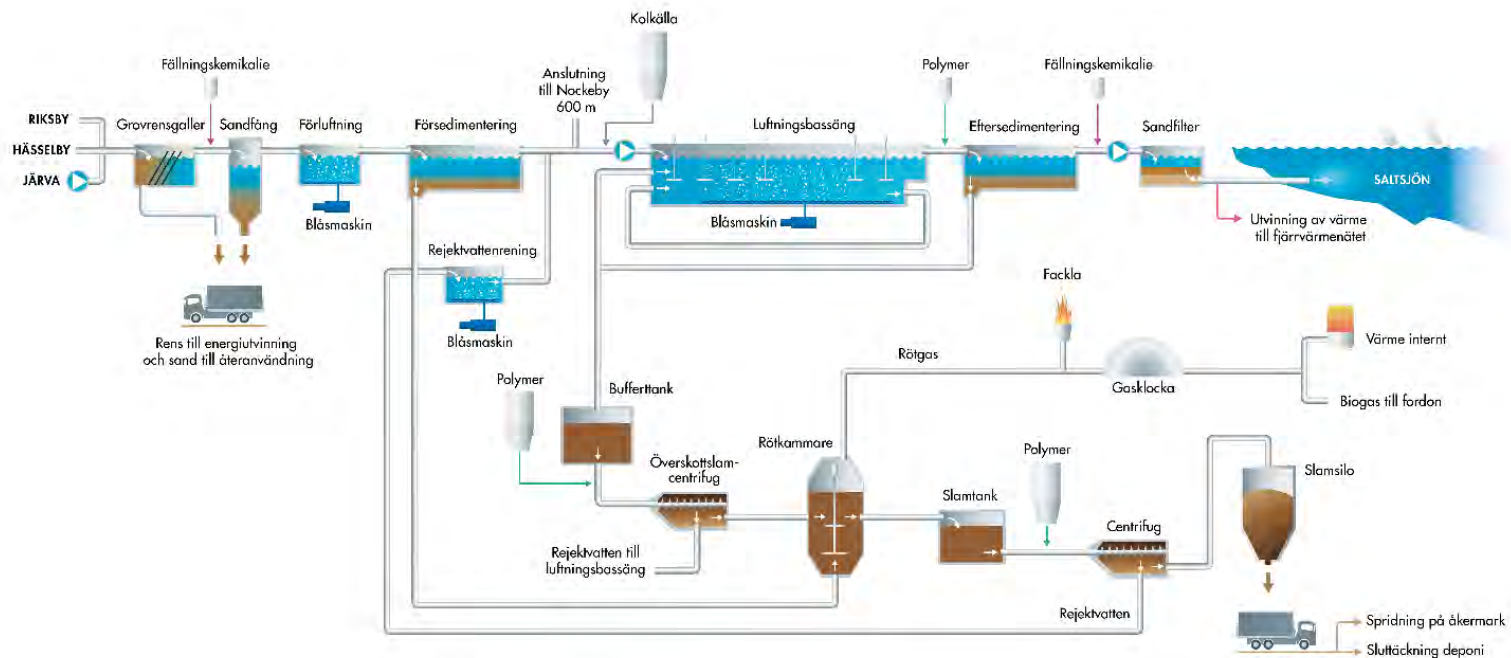 Kolkälla
Fällningskemikalie
Anslutning
till Nockeby
600 m
Polymer
Fällningskemikalie
RIKSBY
Grovrensgaller
Sandfång
Förluftning
Försedimentering
Luftningsbassäng
Eftersedimentering
Sandfilter
HÄSSELBY
JÄRVA
SALTSJÖN
Blåsmaskin
Blåsmaskin
Utvinning av värme
till fjärrvärmenätet
Rejektvattenrening
Blåsmaskin
Rens till energiutvinning
och sand till återanvändning
Fackla
Rötgas
Gasklocka
Värme internt
Biogas till fordon
Polymer
Bufferttank
Överskottslam-
centrifug
Rötkammare
Polymer
Slamtank
Centrifug
Slamsilo
Rejektvatten till
luftningsbassäng
Rejektvatten
Spridning på åkermark
Sluttäckning deponi